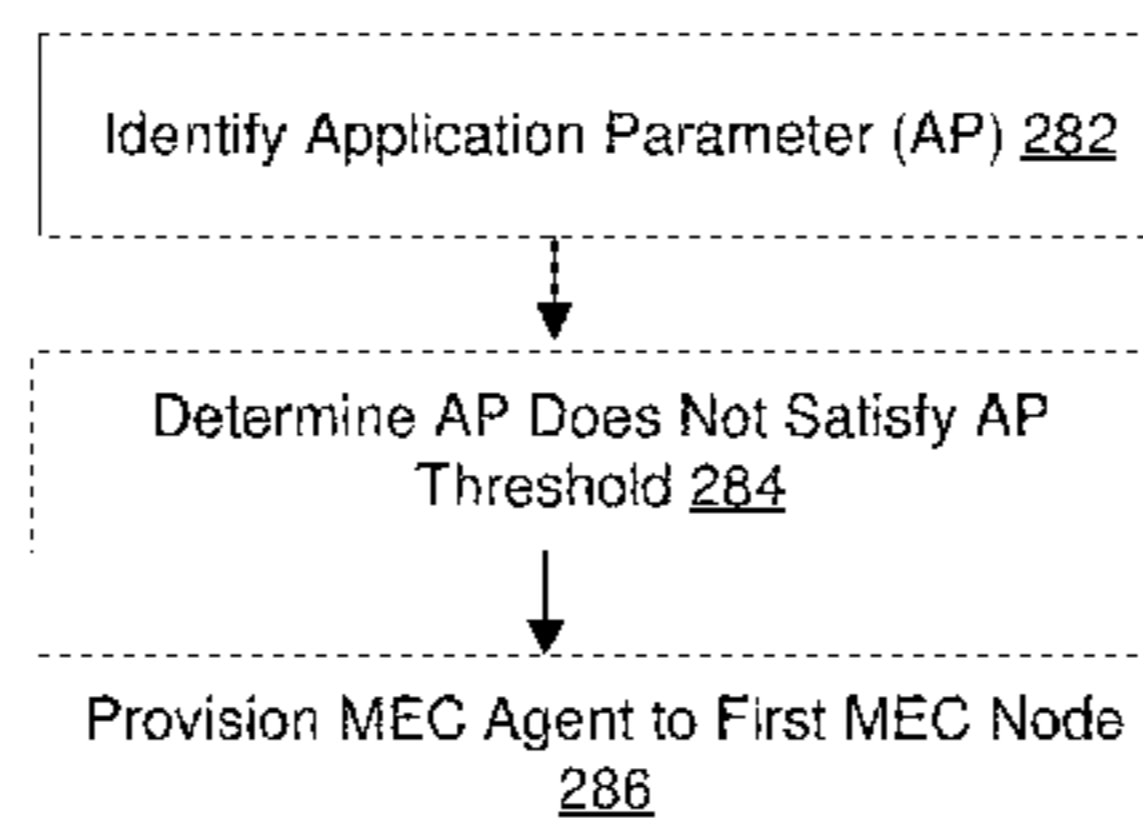 Identify Application Parameter (AP) 282
Determine AP Does Not Satisfy AP
Threshold 284
Provision MEC Agent to First MEC Node
286